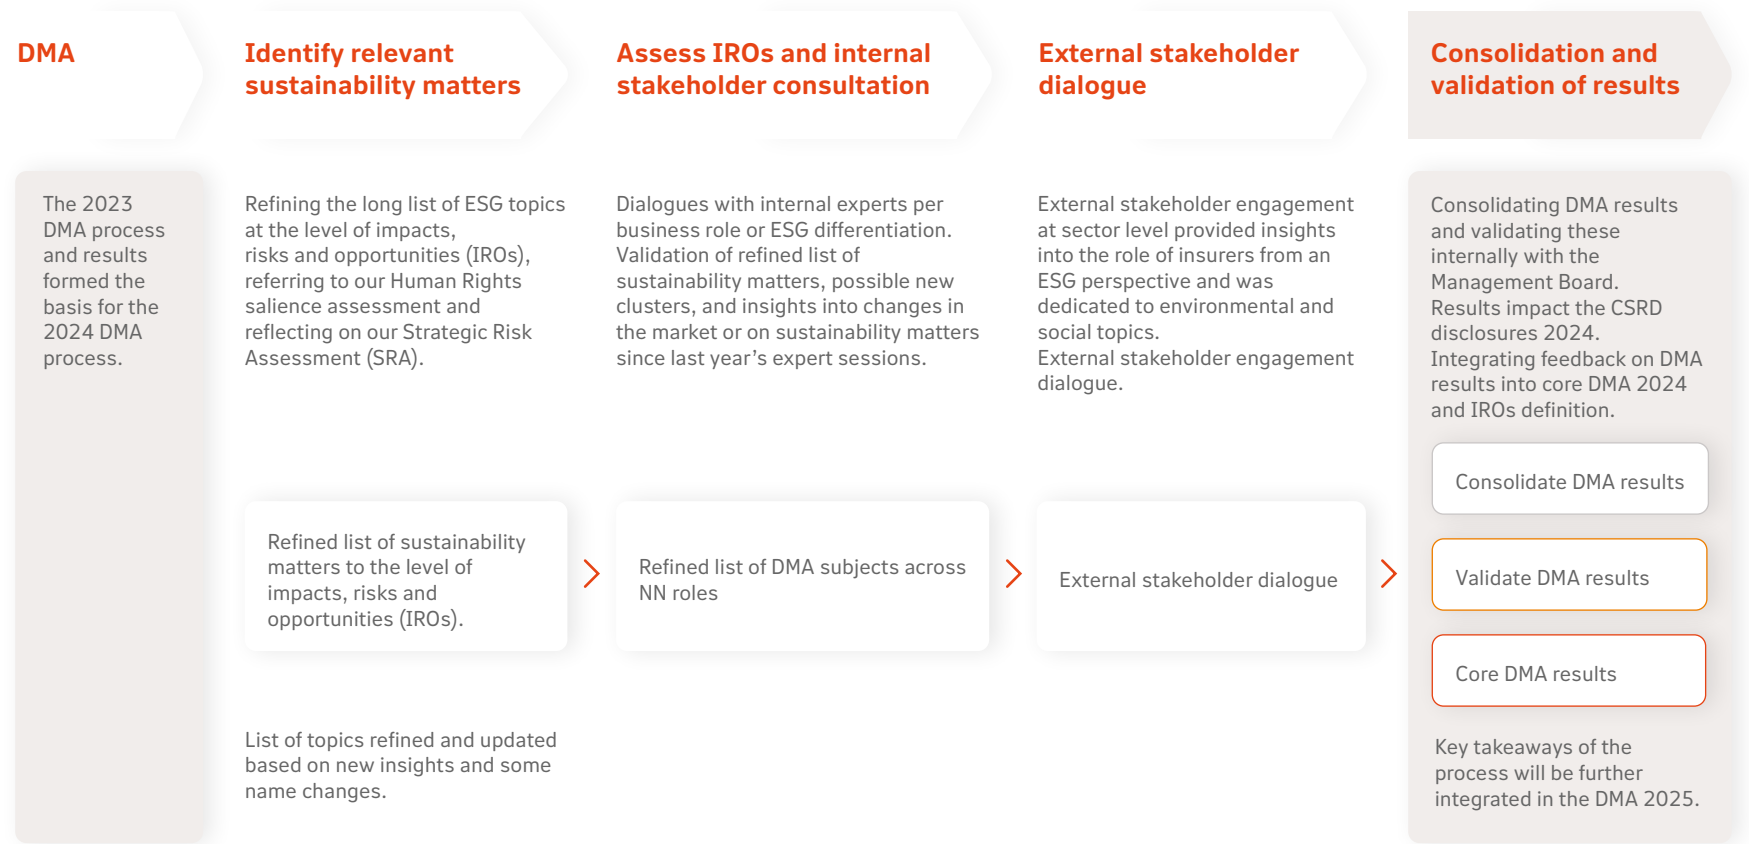 DMA
Identify relevant
sustainability matters
Assess IROs and internal
stakeholder consultation
External stakeholder
dialogue
Consolidation and
validation of results
The 2023
DMA process
and results
formed the
basis for the
2024 DMA
process.
Refining the long list of ESG topics
at the level of impacts,
risks and opportunities (IROs),
referring to our Human Rights
salience assessment and
reflecting on our Strategic Risk
Assessment (SRA).
Refined list of sustainability
matters to the level of
impacts, risks and
opportunities (IROs).
List of topics refined and updated
based on new insights and some
name changes.
Dialogues with internal experts per
business role or ESG differentiation.
Validation of refined list of
sustainability matters, possible new
clusters, and insights into changes in
the market or on sustainability matters
since last year’s expert sessions.
Refined list of DMA subjects across
NN roles
External stakeholder engagement
at sector level provided insights
into the role of insurers from an
ESG perspective and was
dedicated to environmental and
social topics.
External stakeholder engagement
dialogue.
External stakeholder dialogue
Consolidating DMA results
and validating these
internally with the
Management Board.
Results impact the CSRD
disclosures 2024.
Integrating feedback on DMA
results into core DMA 2024
and IROs definition.
Consolidate DMA results
Validate DMA results
Core DMA results
Key takeaways of the
process will be further
integrated in the DMA 2025.